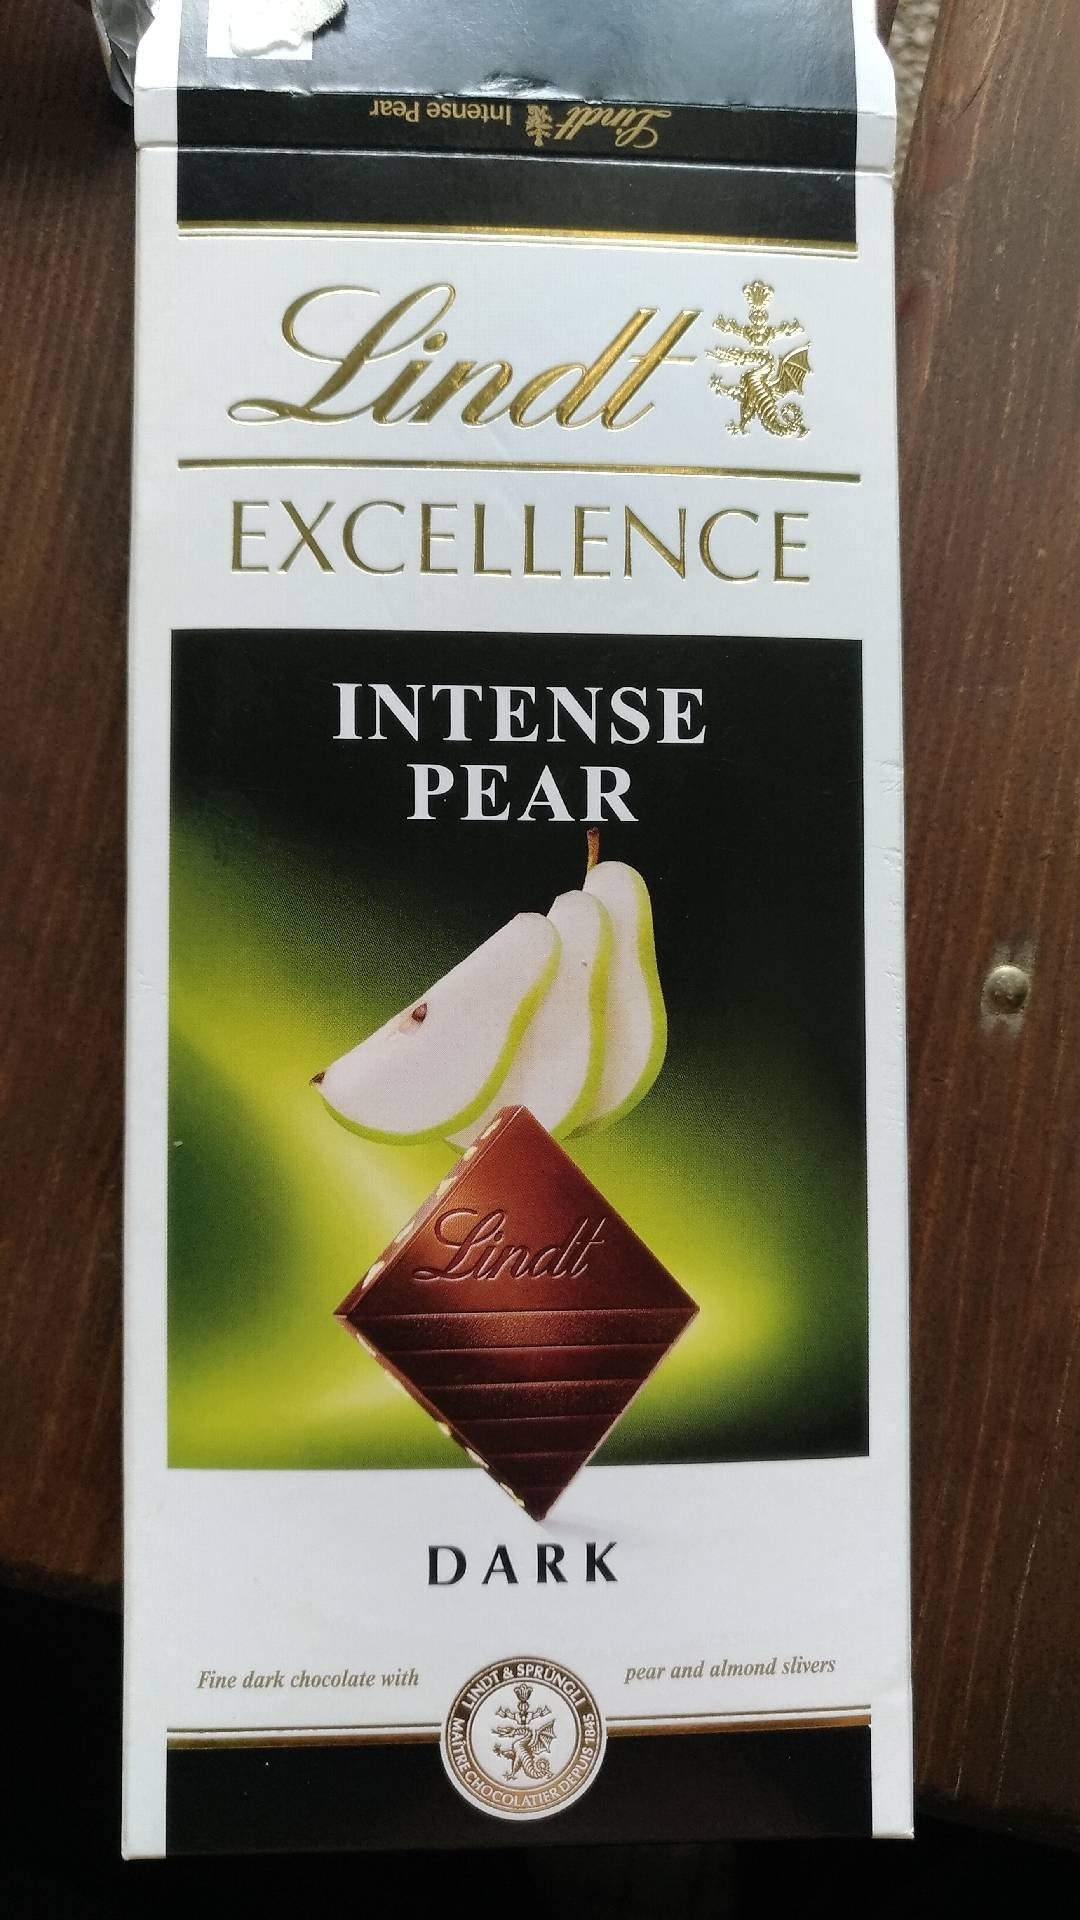 Lindt Intense Pear
Lindt
EXCELLENCE
INTENSE
PEAR
Lindt
DARK
Fine dark chocolate with pear and almond slivers
LINDT & SPRÜNGLI
MAÎTRE CHOCOLATIER DEPUIS 1845